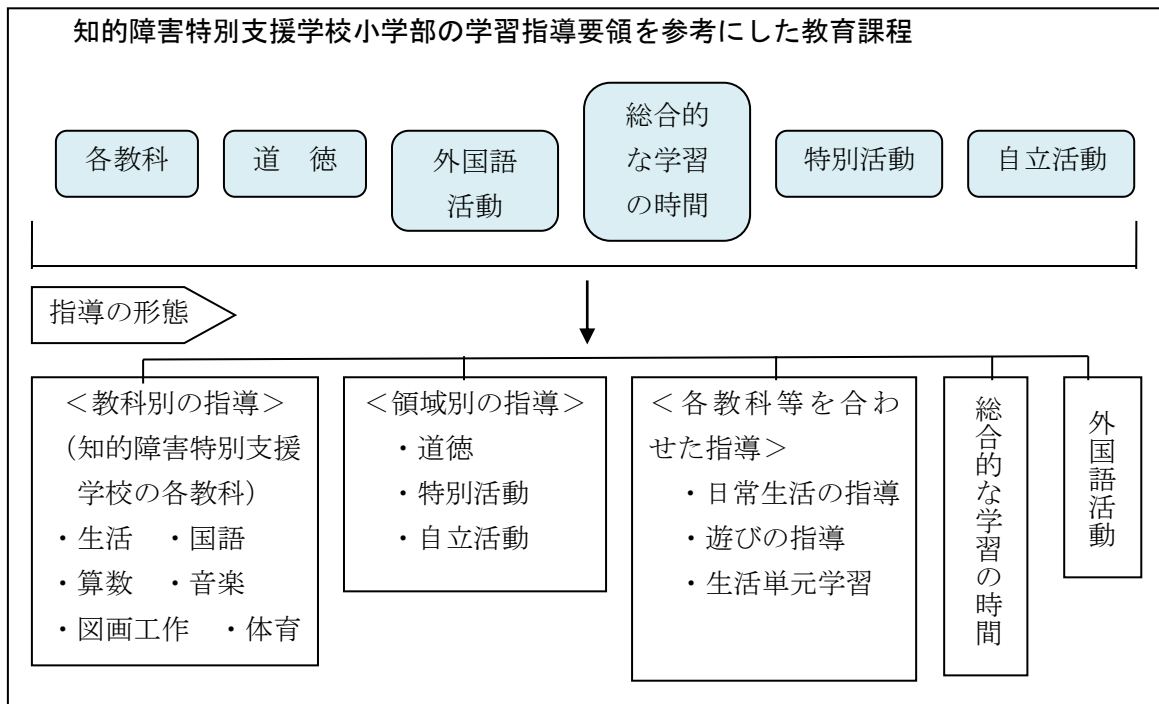 知的障害特別支援学校小学部の学習指導要領を参考にした教育課程
各教科
道　徳
外国語
活動
総合的
な学習
の時間
特別活動
自立活動
指導の形態
＜教科別の指導＞
（知的障害特別支援
学校の各教科）
・生活　・国語
・算数　・音楽
・図画工作　・体育
＜領域別の指導＞
・道徳
・特別活動
・自立活動
＜各教科等を合わ
せた指導＞
・日常生活の指導
・遊びの指導
・生活単元学習
総合的な学習の時間
外国語活動